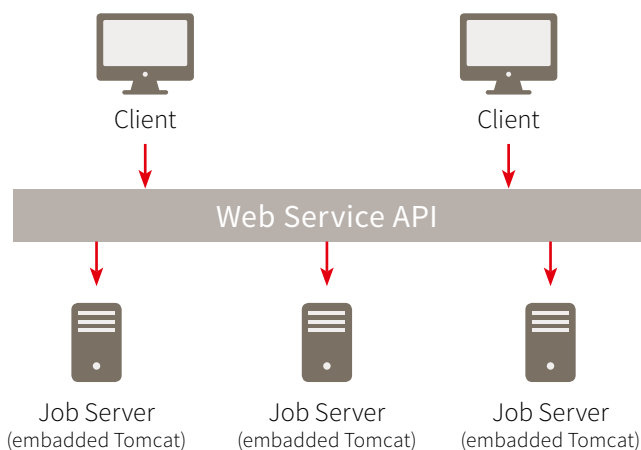 Client
Client
Web Service API
Job Server
(embadded Tomcat)
Job Server
(embadded Tomcat)
Job Server
(embadded Tomcat)